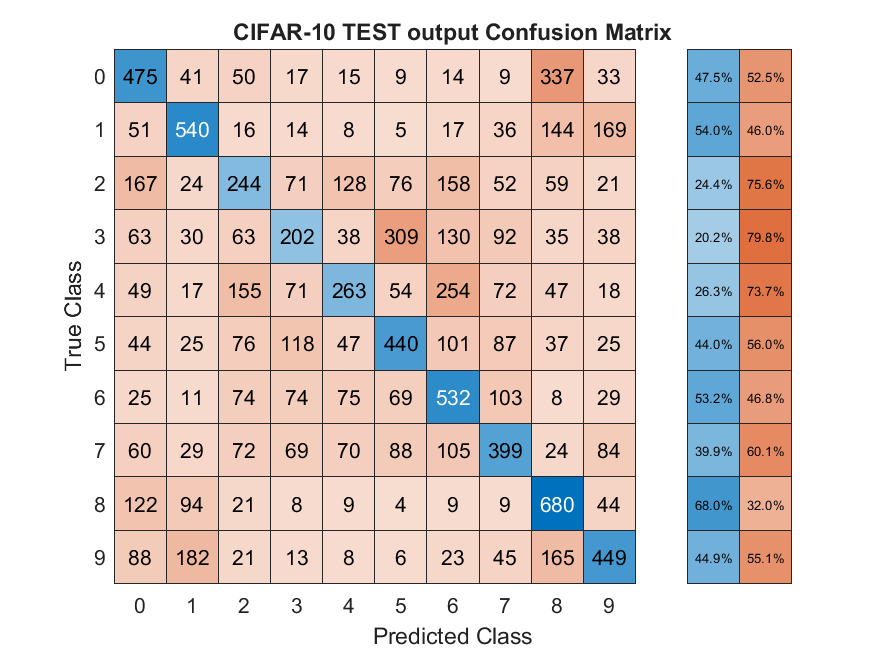 CIFAR-10 TEST output Confusion Matrix
0 475 41 50 17 15 9 14 9 337 33 47.5% 52.5%
1 51 540 16 14 8 5 17 36 144 169 54.0% 46.0%
2 167 24 244 71 128 76 158 52 59 21 24.4% 75.6%
3 63 30 63 202 38 309 130 92 35 38 20.2% 79.8%
4 49 17 155 71 263 54 254 72 47 18 26.3% 73.7%
5 44 25 76 118 47 440 101 87 37 25 44.0% 56.0%
6 25 11 74 74 75 69 532 103 8 29 53.2% 46.8%
7 60 29 72 69 70 88 105 399 24 84 39.9% 60.1%
8 122 94 21 8 9 4 9 9 680 44 68.0% 32.0%
9 88 182 21 13 8 6 23 45 165 449 44.9% 55.1%
0 1 2 3 4 5 6 7 8 9
Predicted Class
True Class